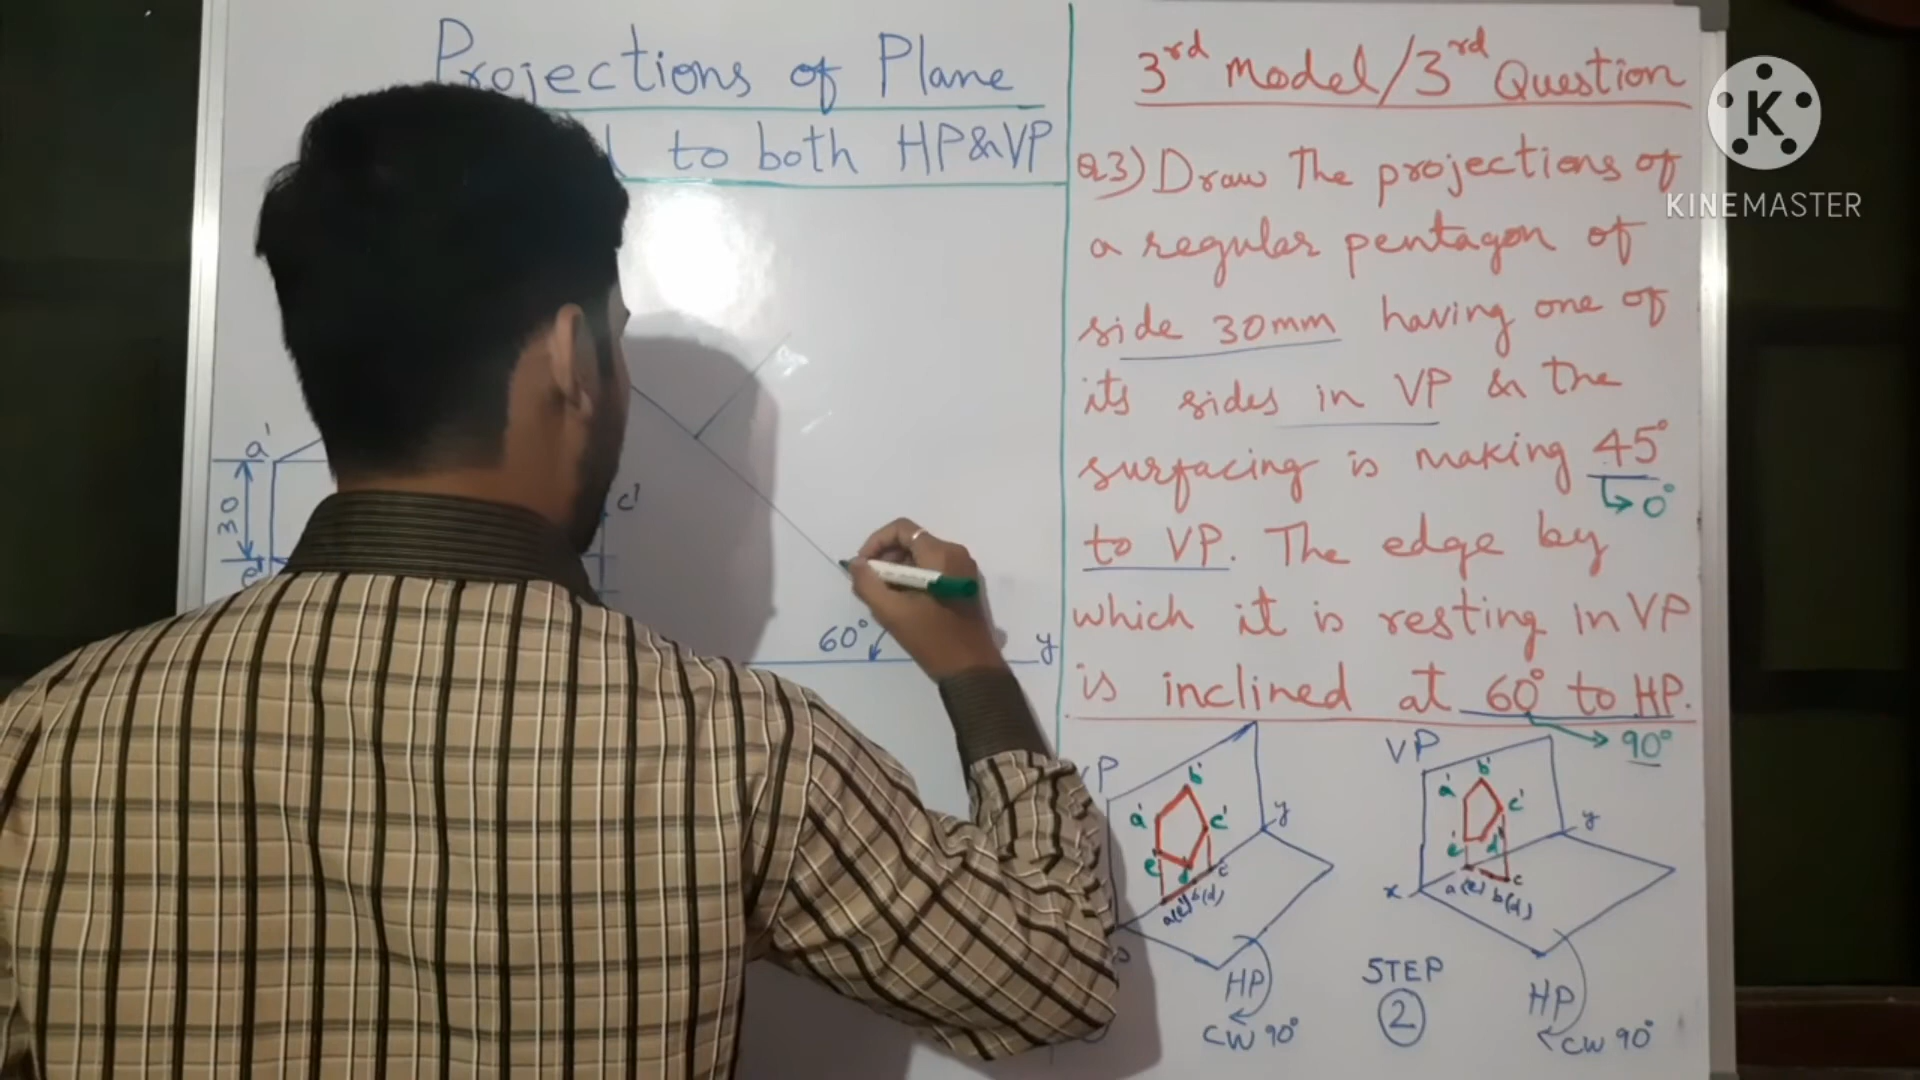 Projections of Plane
to both HP & VP
a'
30
e'
c'
60°
y
3rd Model/3rd Question
Q.3) Draw The projections of
a regular pentagon of
side 30mm having one of
its sides in VP & the
surfacing is making 45°
↳ 0°
to VP. The edge by
which it is resting in VP
is inclined at 60° to HP.
→ 90°
VP
b'
a'
c'
e'
d'
y
c
a(e) b(d)
HP
CW 90°
STEP
2
VP
b'
a'
c'
e'
d'
y
x
a(e)
b(d)
c
HP
CW 90°
K
KINEMASTER